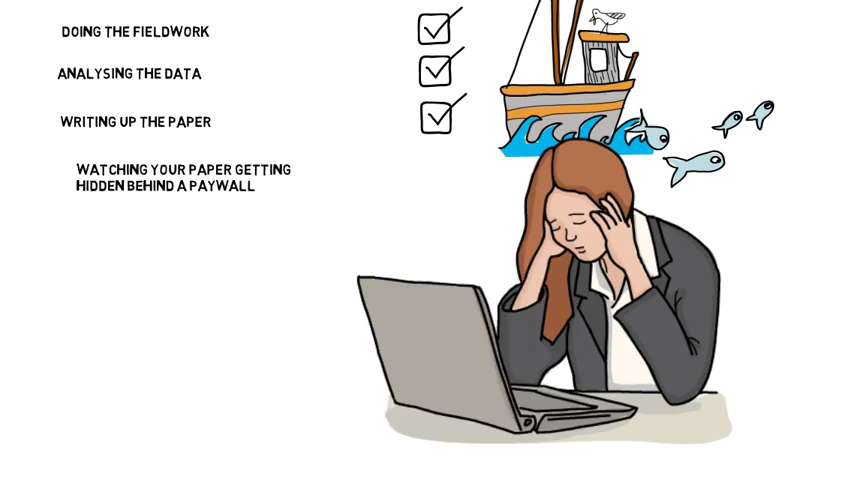 DOING THE FIELDWORK
ANALYSING THE DATA
WRITING UP THE PAPER
WATCHING YOUR PAPER GETTING
HIDDEN BEHIND A PAYWALL